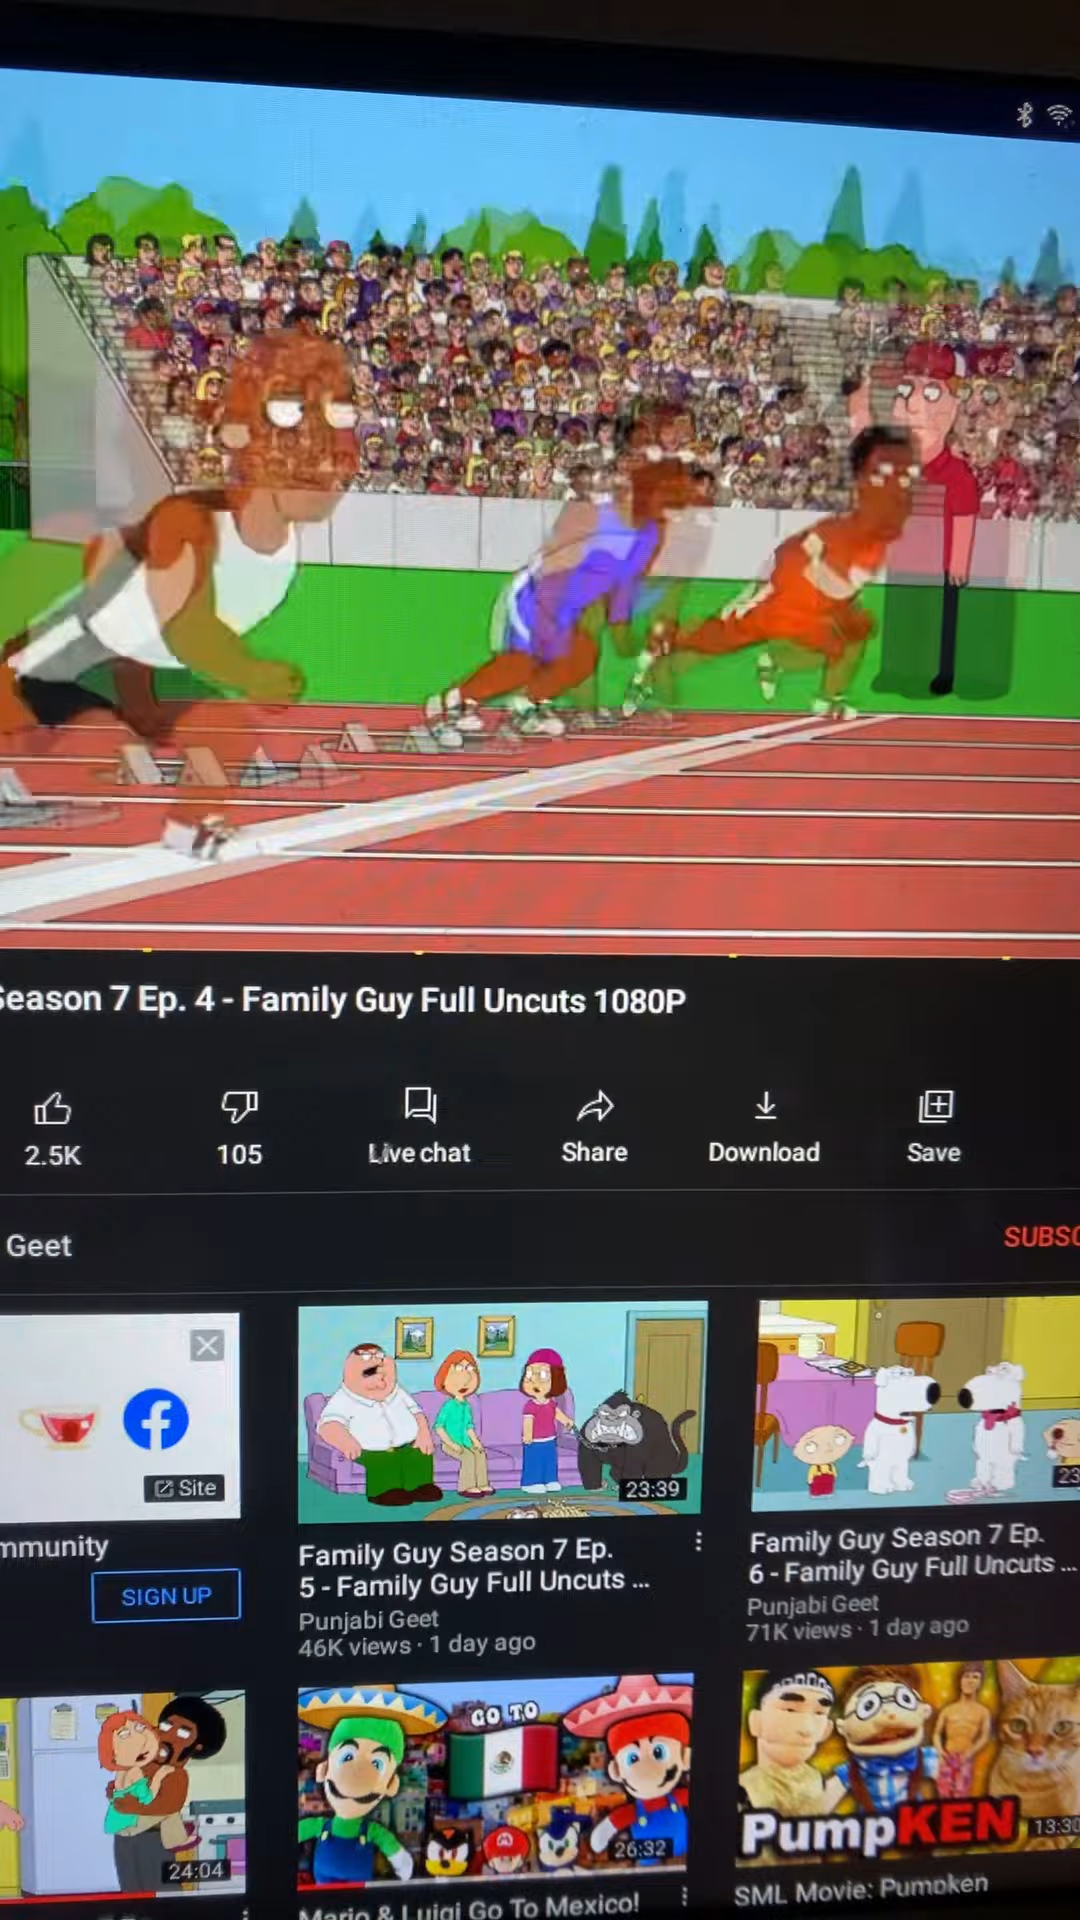 Season 7 Ep. 4 - Family Guy Full Uncuts 1080P
2.5K
105
Live chat
Share
Download
Save
Geet
SUBSC
Site
mmunity
SIGN UP
23:39
Family Guy Season 7 Ep.
5 - Family Guy Full Uncuts ...
Punjabi Geet
46K views · 1 day ago
23
Family Guy Season 7 Ep.
6 - Family Guy Full Uncuts ...
Punjabi Geet
71K views · 1 day ago
24:04
GO TO
26:32
Mario & Luigi Go To Mexico!
PumpKEN
13:30
SML Movie: Pumpken